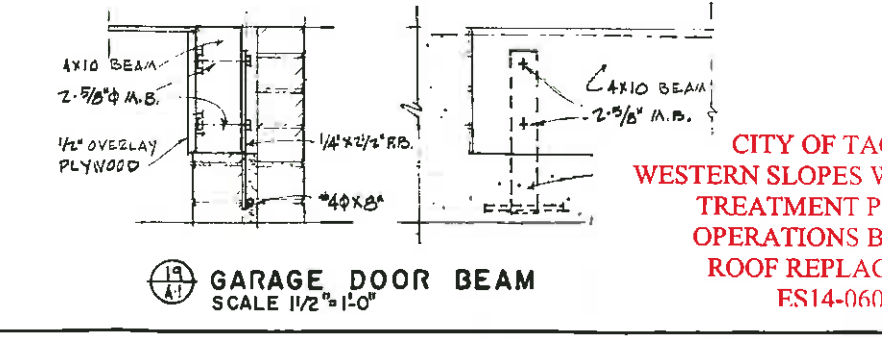 4X10 BEAM
2-5/8"Φ M.B.
1/2" OVERLAY
PLYWOOD
1/4"X2 1/2" P.B.
#4ΦX8"
4X10 BEAM
2-5/8" M.B.
19
A-1
GARAGE DOOR BEAM
SCALE 1 1/2"=1'-0"
CITY OF TAC
WESTERN SLOPES W
TREATMENT P
OPERATIONS B
ROOF REPLAC
ES14-060